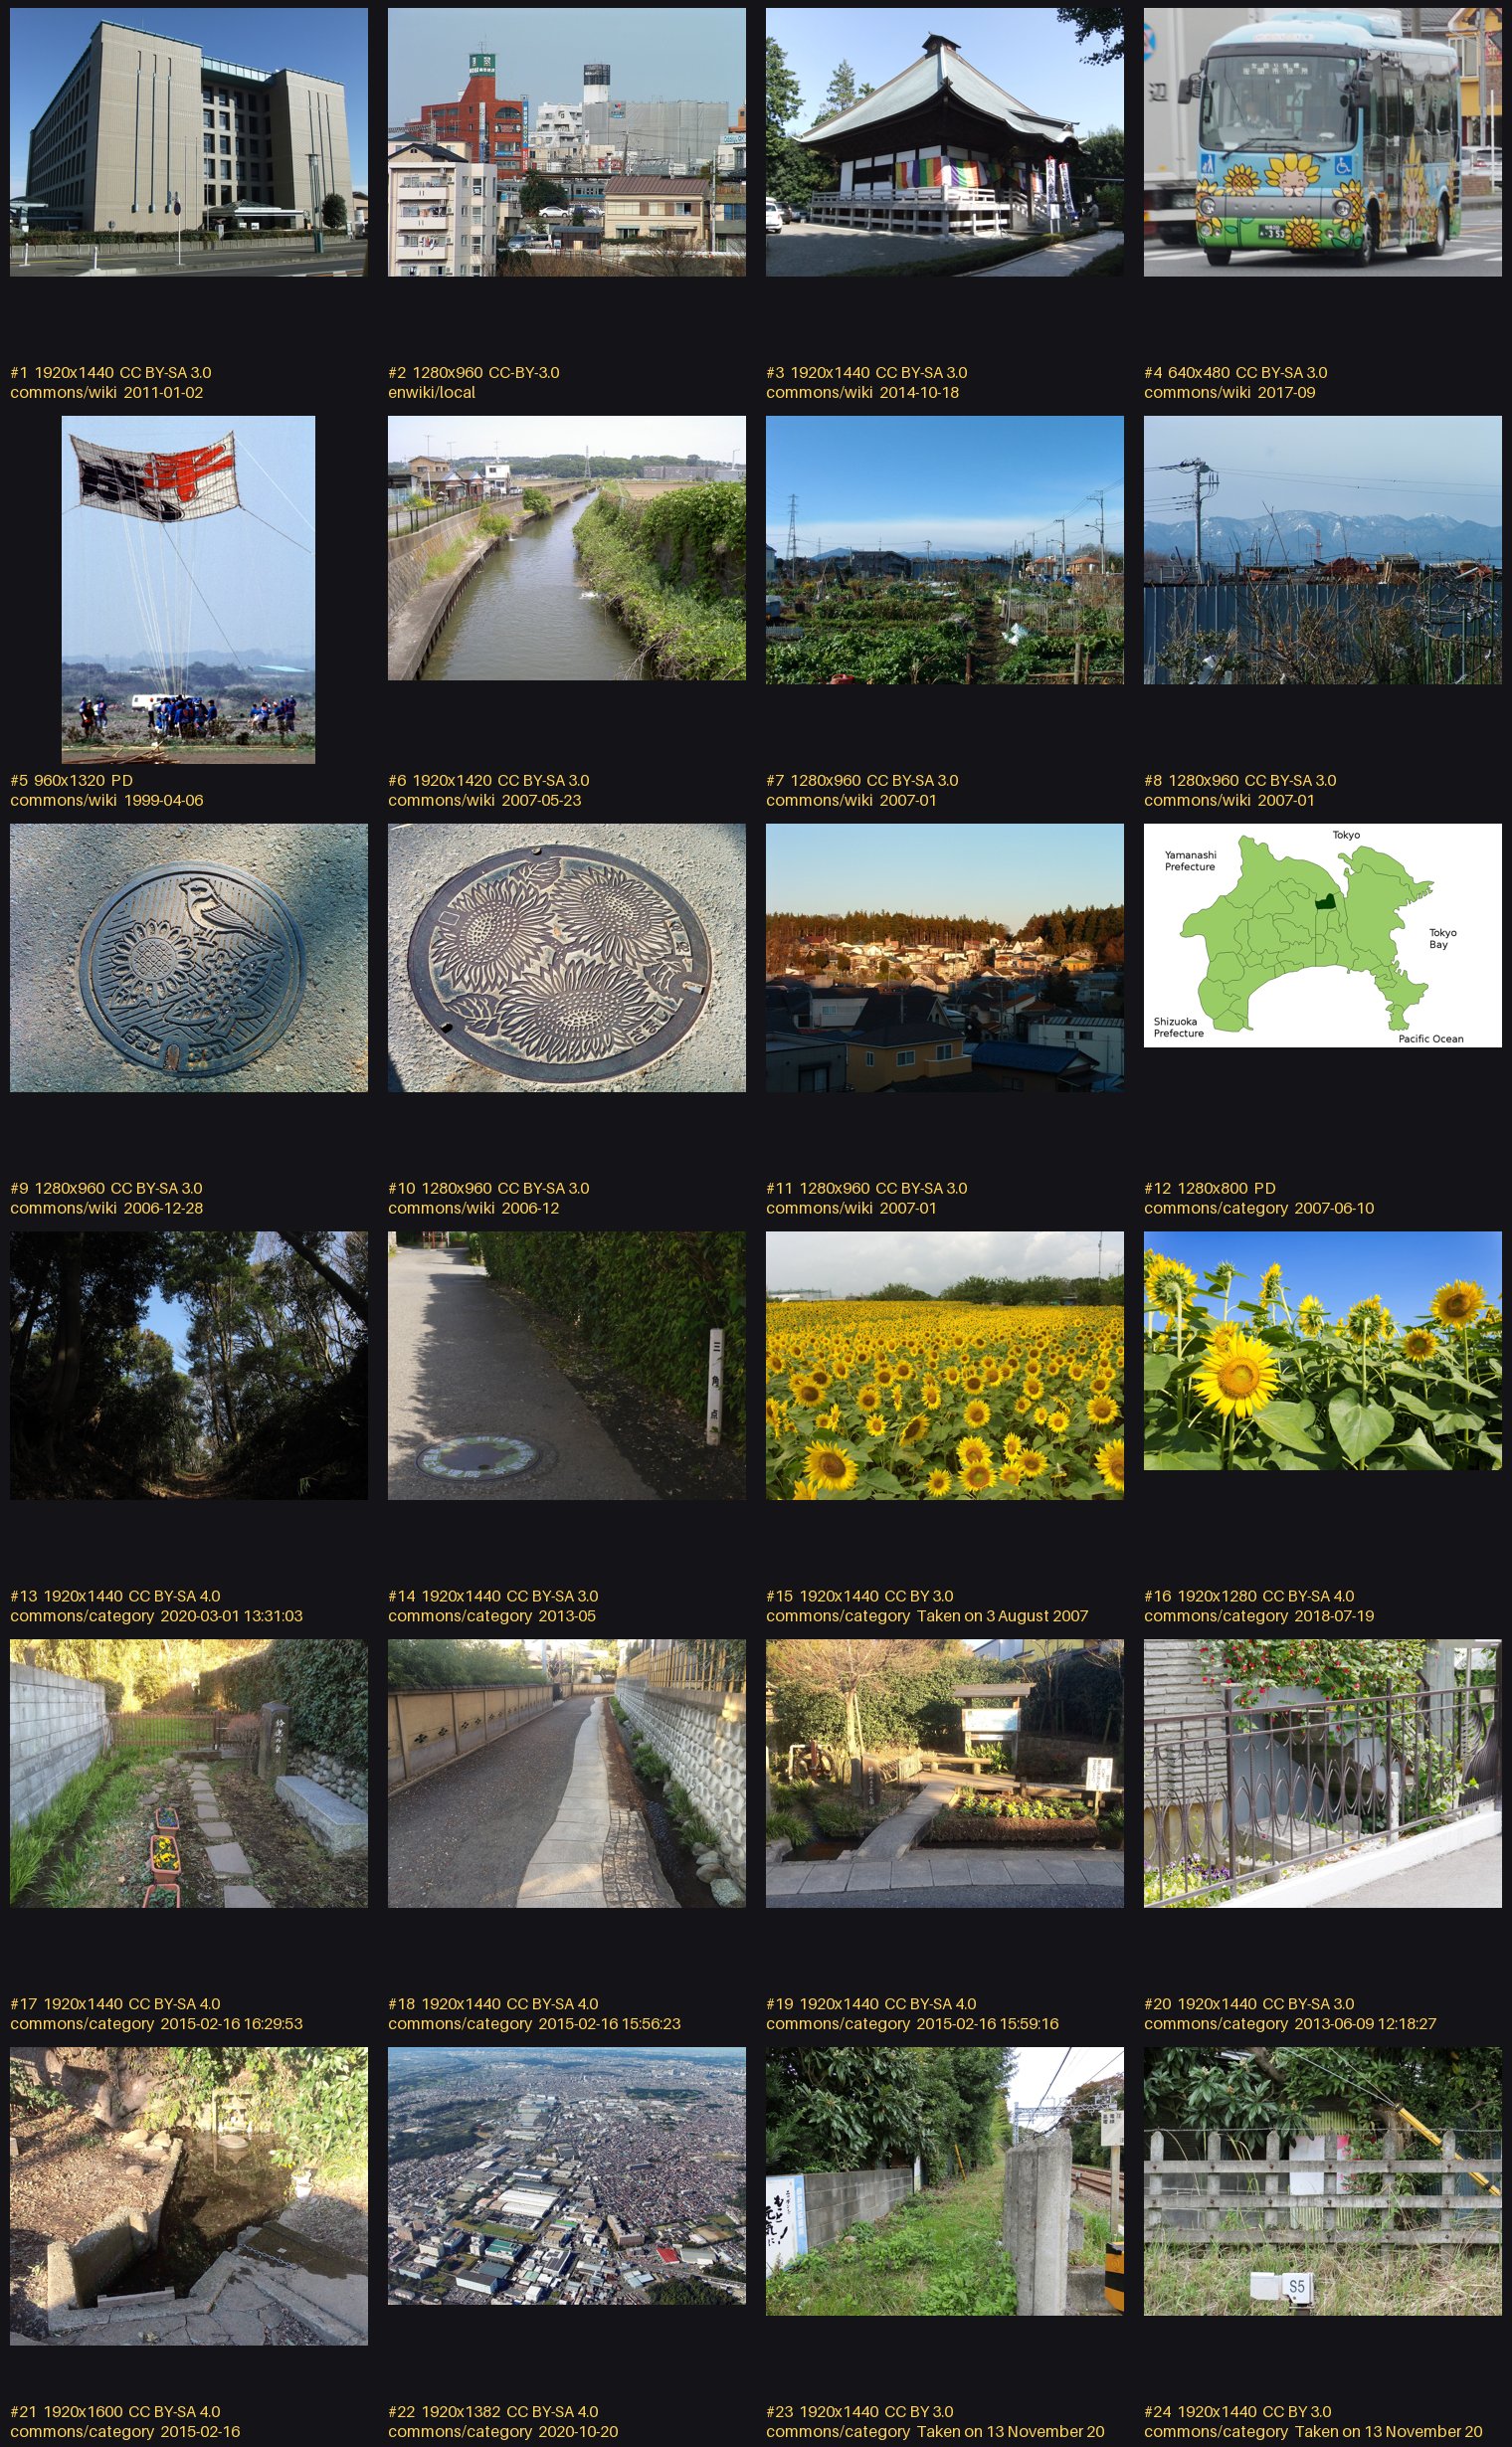 #1 1920x1440 CC BY-SA 3.0
commons/wiki 2011-01-02
#2 1280x960 CC-BY-3.0
enwiki/local
#3 1920x1440 CC BY-SA 3.0
commons/wiki 2014-10-18
#4 640x480 CC BY-SA 3.0
commons/wiki 2017-09
#5 960x1320 PD
commons/wiki 1999-04-06
#6 1920x1420 CC BY-SA 3.0
commons/wiki 2007-05-23
#7 1280x960 CC BY-SA 3.0
commons/wiki 2007-01
#8 1280x960 CC BY-SA 3.0
commons/wiki 2007-01
Tokyo
Yamanashi
Prefecture
Tokyo
Bay
Shizuoka
Prefecture
Pacific Ocean
#9 1280x960 CC BY-SA 3.0
commons/wiki 2006-12-28
#10 1280x960 CC BY-SA 3.0
commons/wiki 2006-12
#11 1280x960 CC BY-SA 3.0
commons/wiki 2007-01
#12 1280x800 PD
commons/category 2007-06-10
三角点
#13 1920x1440 CC BY-SA 4.0
commons/category 2020-03-01 13:31:03
#14 1920x1440 CC BY-SA 3.0
commons/category 2013-05
#15 1920x1440 CC BY 3.0
commons/category Taken on 3 August 2007
#16 1920x1280 CC BY-SA 4.0
commons/category 2018-07-19
#17 1920x1440 CC BY-SA 4.0
commons/category 2015-02-16 16:29:53
#18 1920x1440 CC BY-SA 4.0
commons/category 2015-02-16 15:56:23
#19 1920x1440 CC BY-SA 4.0
commons/category 2015-02-16 15:59:16
#20 1920x1440 CC BY-SA 3.0
commons/category 2013-06-09 12:18:27
もっと
元気に!
S5
#21 1920x1600 CC BY-SA 4.0
commons/category 2015-02-16
#22 1920x1382 CC BY-SA 4.0
commons/category 2020-10-20
#23 1920x1440 CC BY 3.0
commons/category Taken on 13 November 20
#24 1920x1440 CC BY 3.0
commons/category Taken on 13 November 20